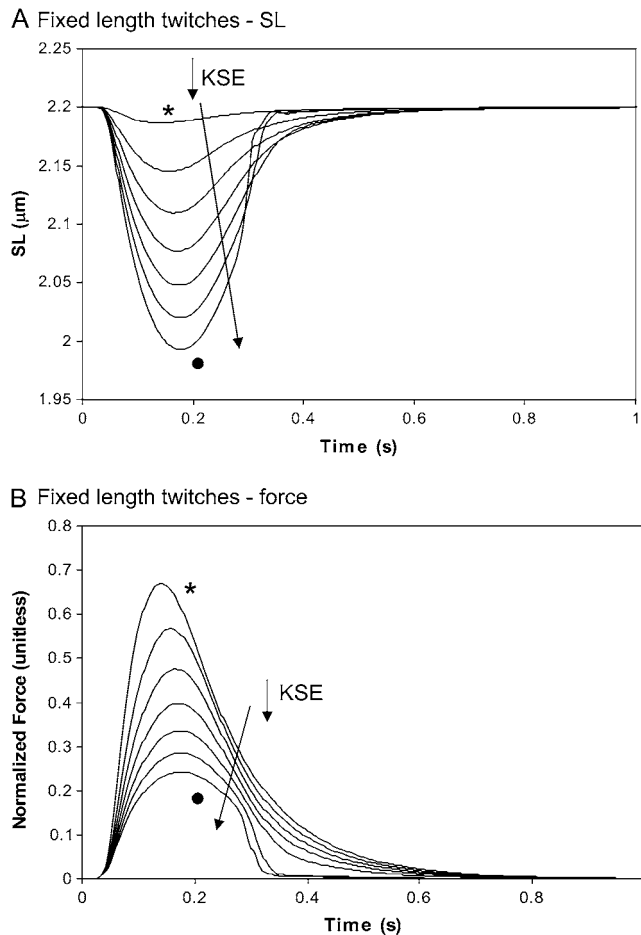 A Fixed length twitches - SL
2.2
2.15
2.1
2.05
2
1.95
SL (µm)
*
↓ KSE
●
0 0.2 0.4 0.6 0.8 1
Time (s)
B Fixed length twitches - force
0.8
0.7
0.6
0.5
0.4
0.3
0.2
0.1
0
Normalized Force (unitless)
*
↓ KSE
●
0 0.2 0.4 0.6 0.8
Time (s)